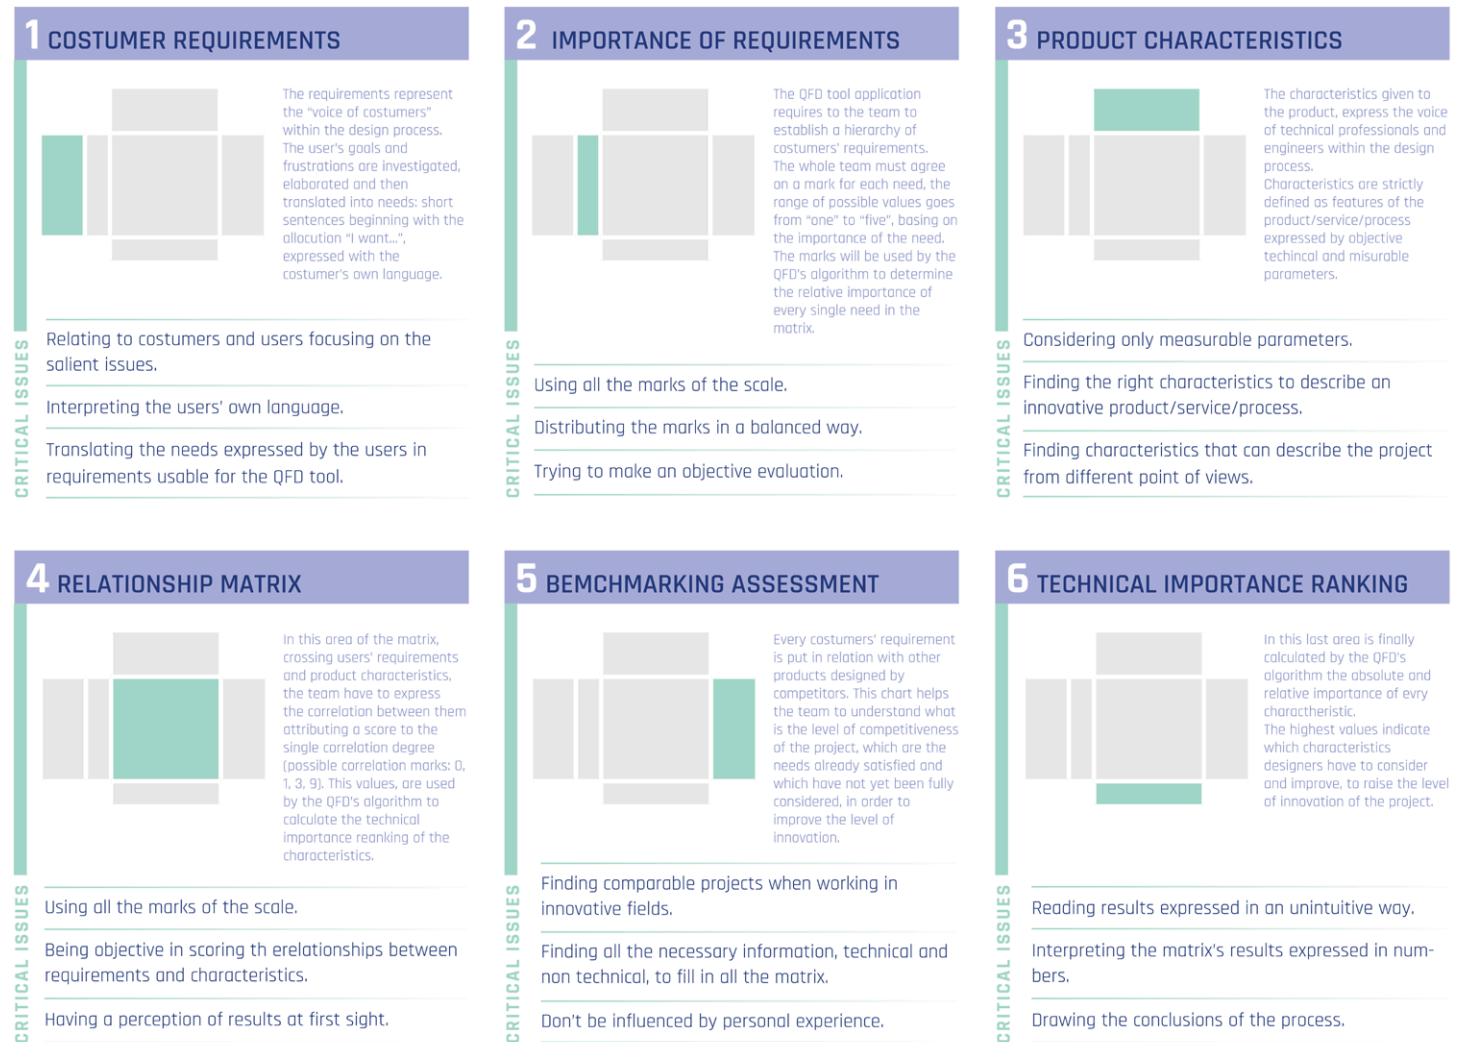 1 COSTUMER REQUIREMENTS
The requirements represent
the “voice of costumers”
within the design process.
The user's goals and
frustrations are investigated,
elaborated and then
translated into needs: short
sentences beginning with the
allocution “I want...”,
expressed with the
costumer's own language.
CRITICAL ISSUES
Relating to costumers and users focusing on the
salient issues.
Interpreting the users’ own language.
Translating the needs expressed by the users in
requirements usable for the QFD tool.
2 IMPORTANCE OF REQUIREMENTS
The QFD tool application
requires to the team to
establish a hierarchy of
costumers’ requirements.
The whole team must agree
on a mark for each need, the
range of possible values goes
from “one” to “five”, basing on
the importance of the need.
The marks will be used by the
QFD's algorithm to determine
the relative importance of
every single need in the
matrix.
CRITICAL ISSUES
Using all the marks of the scale.
Distributing the marks in a balanced way.
Trying to make an objective evaluation.
3 PRODUCT CHARACTERISTICS
The characteristics given to
the product, express the voice
of technical professionals and
engineers within the design
process.
Characteristics are strictly
defined as features of the
product/service/process
expressed by objective
techincal and misurable
parameters.
CRITICAL ISSUES
Considering only measurable parameters.
Finding the right characteristics to describe an
innovative product/service/process.
Finding characteristics that can describe the project
from different point of views.
4 RELATIONSHIP MATRIX
In this area of the matrix,
crossing users’ requirements
and product characteristics,
the team have to express
the correlation between them
attributing a score to the
single correlation degree
(possible correlation marks: 0,
1, 3, 9). This values, are used
by the QFD's algorithm to
calculate the technical
importance reanking of the
characteristics.
CRITICAL ISSUES
Using all the marks of the scale.
Being objective in scoring th erelationships between
requirements and characteristics.
Having a perception of results at first sight.
5 BEMCHMARKING ASSESSMENT
Every costumers’ requirement
is put in relation with other
products designed by
competitors. This chart helps
the team to understand what
is the level of competitiveness
of the project, which are the
needs already satisfied and
which have not yet been fully
considered, in order to
improve the level of
innovation.
CRITICAL ISSUES
Finding comparable projects when working in
innovative fields.
Finding all the necessary information, technical and
non technical, to fill in all the matrix.
Don't be influenced by personal experience.
6 TECHNICAL IMPORTANCE RANKING
In this last area is finally
calculated by the QFD's
algorithm the absolute and
relative importance of evry
charactheristic.
The highest values indicate
which characteristics
designers have to consider
and improve, to raise the level
of innovation of the project.
CRITICAL ISSUES
Reading results expressed in an unintuitive way.
Interpreting the matrix's results expressed in num-
bers.
Drawing the conclusions of the process.